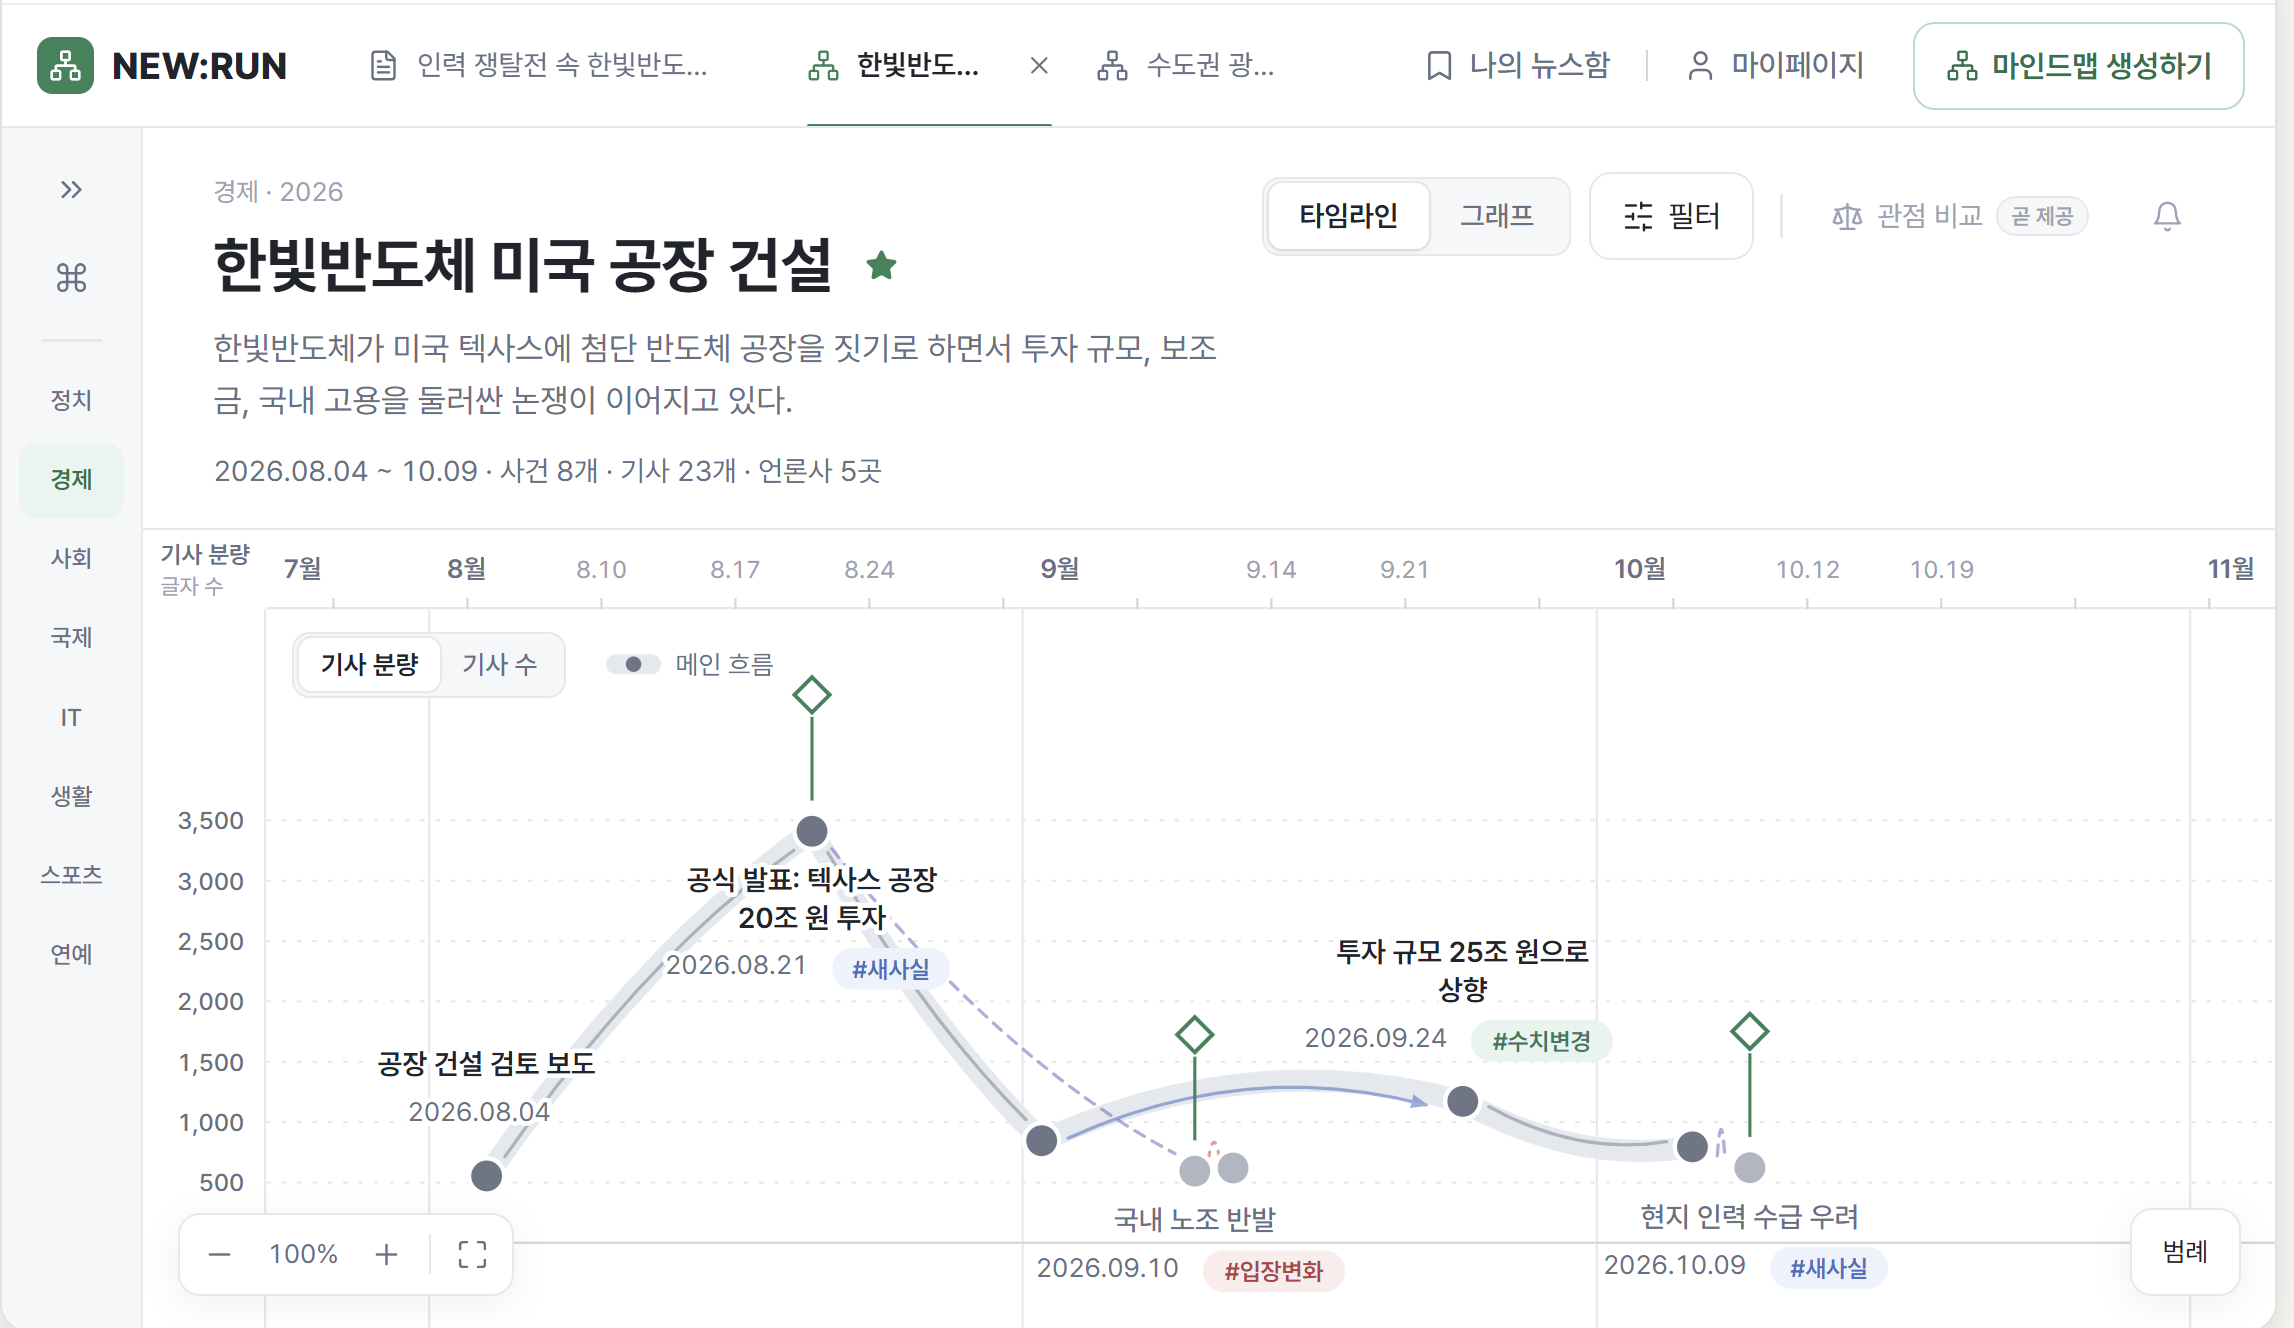 NEW:RUN
인력 쟁탈전 속 한빛반도...
한빛반도...
수도권 광...
나의 뉴스함
마이페이지
마인드맵 생성하기
정치
경제
사회
국제
IT
생활
스포츠
연예
경제 · 2026
한빛반도체 미국 공장 건설
타임라인
그래프
필터
관점 비교
곧 제공
한빛반도체가 미국 텍사스에 첨단 반도체 공장을 짓기로 하면서 투자 규모, 보조
금, 국내 고용을 둘러싼 논쟁이 이어지고 있다.
2026.08.04 ~ 10.09 · 사건 8개 · 기사 23개 · 언론사 5곳
기사 분량
글자 수
7월
8월
8.10
8.17
8.24
9월
9.14
9.21
10월
10.12
10.19
11월
기사 분량
기사 수
메인 흐름
3,500
3,000
2,500
2,000
1,500
1,000
500
공장 건설 검토 보도
2026.08.04
공식 발표: 텍사스 공장
20조 원 투자
2026.08.21
#새사실
국내 노조 반발
2026.09.10
#입장변화
투자 규모 25조 원으로
상향
2026.09.24
#수치변경
현지 인력 수급 우려
2026.10.09
#새사실
100%
범례